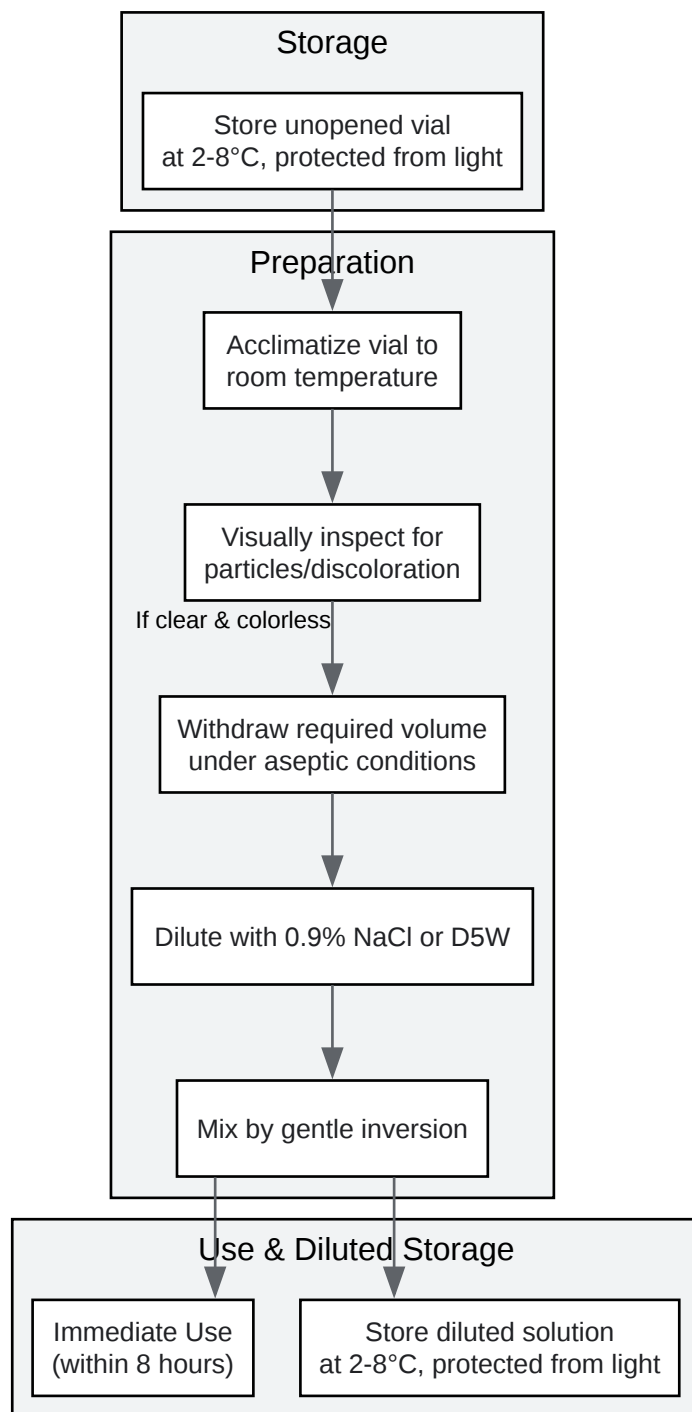 Storage
Store unopened vial
at 2-8°C, protected from light
Preparation
Acclimatize vial to
room temperature
Visually inspect for
particles/discoloration
If clear & colorless
Withdraw required volume
under aseptic conditions
Dilute with 0.9% NaCl or D5W
Mix by gentle inversion
Use & Diluted Storage
Immediate Use
(within 8 hours)
Store diluted solution
at 2-8°C, protected from light